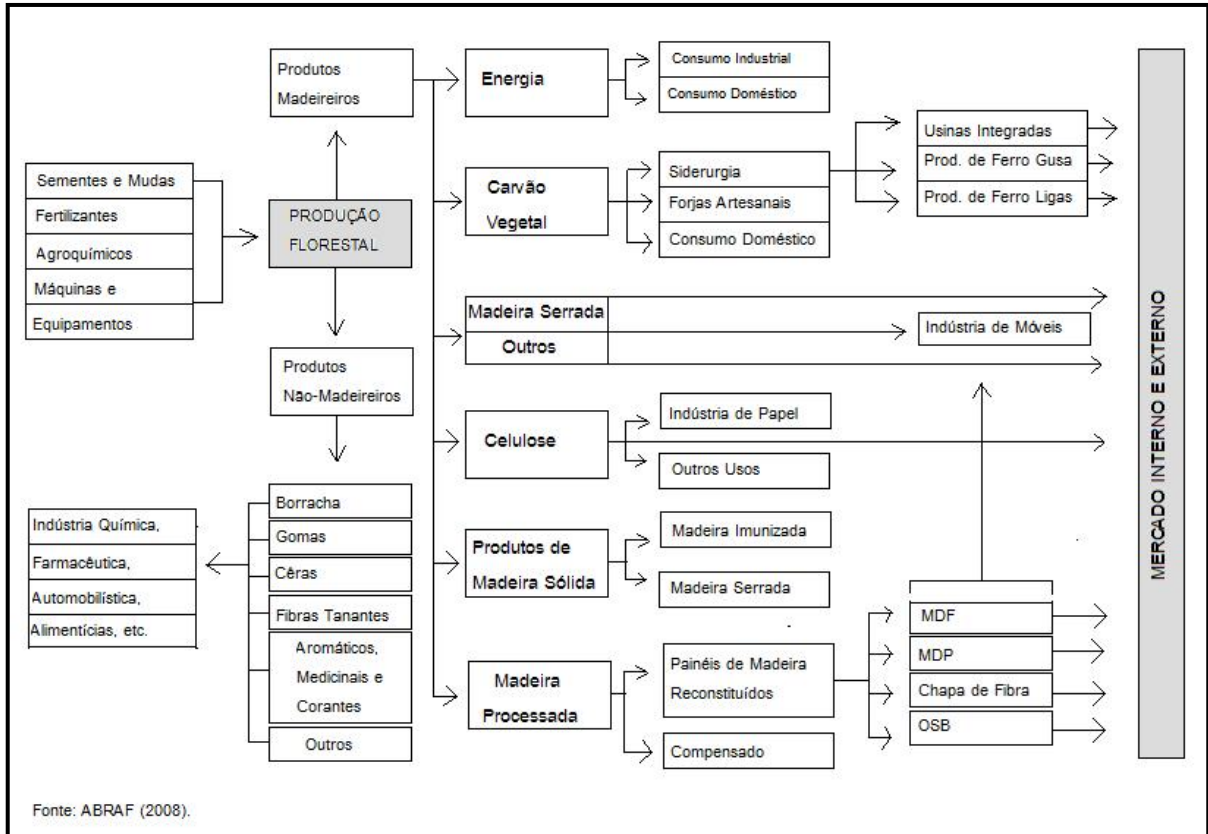 Produtos
Madeireiros
Energia
Consumo Industrial
Consumo Doméstico
Sementes e Mudas
Fertilizantes
Agroquímicos
Máquinas e
Equipamentos
PRODUÇÃO
FLORESTAL
Carvão
Vegetal
Siderurgia
Forjas Artesanais
Consumo Doméstico
Usinas Integradas
Prod. de Ferro Gusa
Prod. de Ferro Ligas
Madeira Serrada
Outros
Indústria de Móveis
Produtos
Não-Madeireiros
Celulose
Indústria de Papel
Outros Usos
Borracha
Gomas
Cêras
Fibras Tanantes
Aromáticos,
Medicinais e
Corantes
Outros
Indústria Química,
Farmacêutica,
Automobilística,
Alimentícias, etc.
Produtos de
Madeira Sólida
Madeira Imunizada
Madeira Serrada
Madeira
Processada
Painéis de Madeira
Reconstituídos
Compensado
MDF
MDP
Chapa de Fibra
OSB
MERCADO INTERNO E EXTERNO
Fonte: ABRAF (2008).